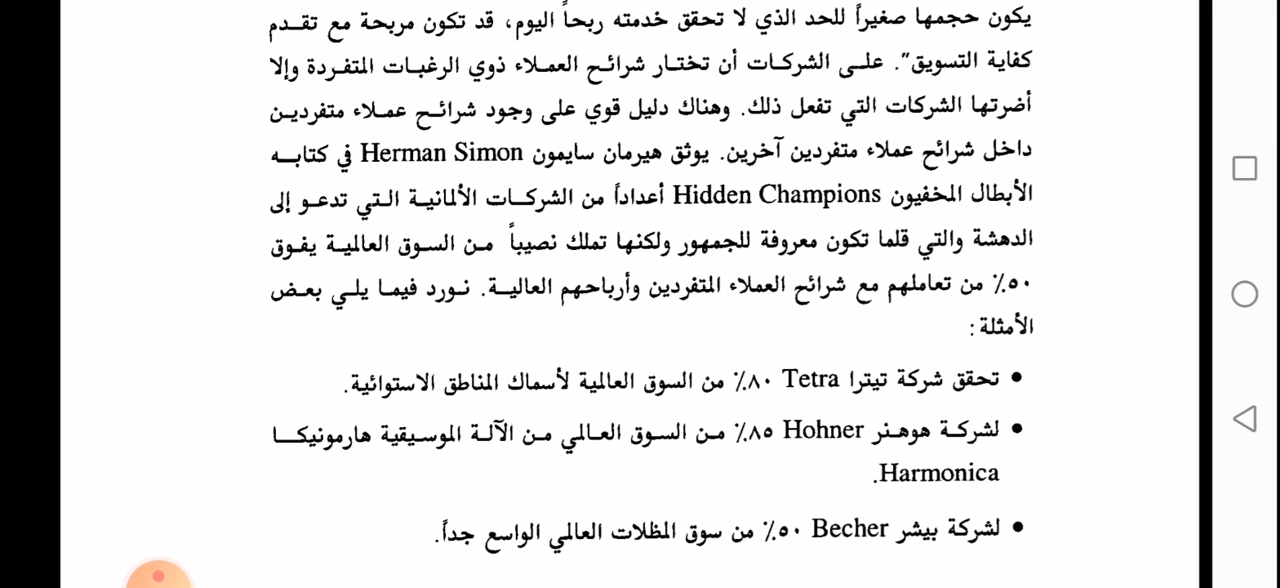 يكون حجمها صغيراً للحد الذي لا تحقق خدمته ربحاً اليوم، قد تكون مربحة مع تقدم
كفاية التسويق”. على الشركات أن تختار شرائح العملاء ذوي الرغبات المتفردة وإلا
أضرتها الشركات التي تفعل ذلك. وهناك دليل قوي على وجود شرائح عملاء متفردين
داخل شرائح عملاء متفردين آخرين. يوثق هيرمان سايمون Herman Simon في كتابه
الأبطال المخفيون Hidden Champions أعداداً من الشركات الألمانية التي تدعو إلى
الدهشة والتي قلما تكون معروفة للجمهور ولكنها تملك نصيباً من السوق العالمية يفوق
٥٠٪ من تعاملهم مع شرائح العملاء المتفردين وأرباحهم العالية. نورد فيما يلي بعض
الأمثلة:
• تحقق شركة تيترا Tetra ٨٠٪ من السوق العالمية لأسماك المناطق الاستوائية.
• لشركة هوهنر Hohner ٨٥٪ من السوق العالمي من الآلة الموسيقية هارمونيكا
Harmonica.
• لشركة بيشر Becher ٥٠٪ من سوق المظلات العالمي الواسع جداً.